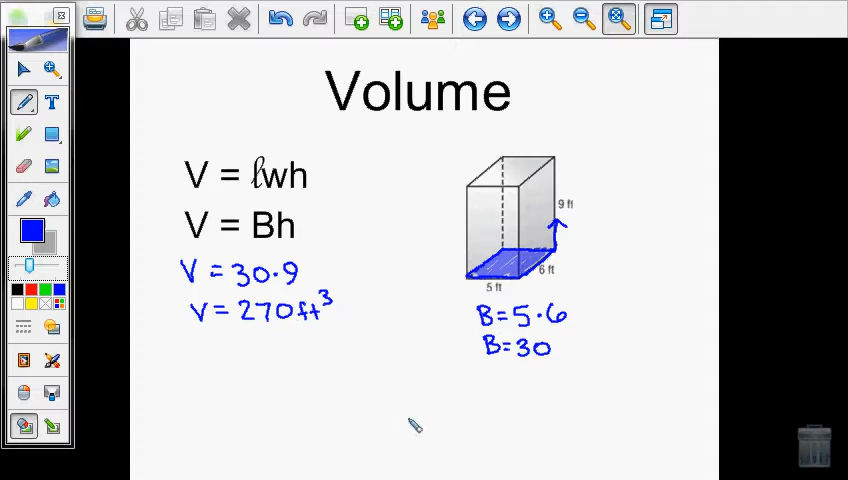 Volume
V = ℓwh
V = Bh
V = 30·9
V = 270ft³
9 ft
6 ft
5 ft
B = 5·6
B = 30
T